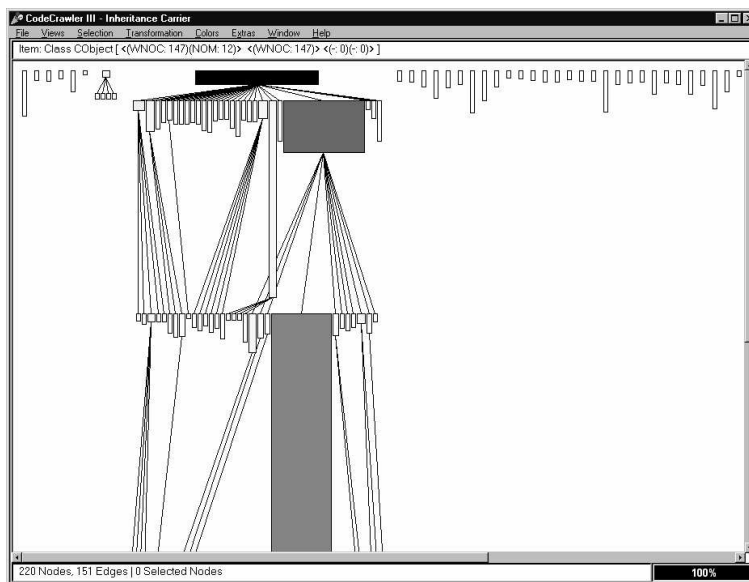 CodeCrawler III - Inheritance Carrier
File Views Selection Transformation Colors Extras Window Help
Item: Class CObject [ <(WNOC: 147)(NOM: 12)> <(WNOC: 147)> <(-: 0)(-: 0)> ]
220 Nodes, 151 Edges | 0 Selected Nodes
100%